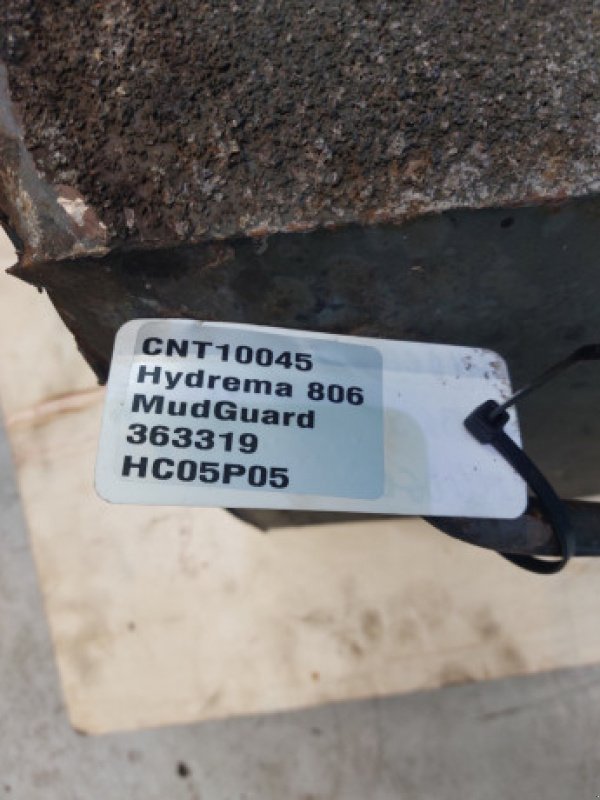 CNT10045
Hydrema 806
MudGuard
363319
HC05P05